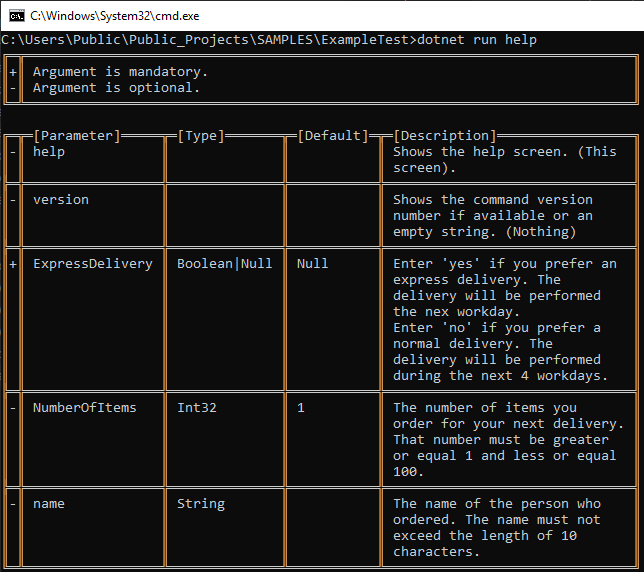 C:\Windows\System32\cmd.exe
C:\Users\Public\Public_Projects\SAMPLES\ExampleTest>dotnet run help
+ Argument is mandatory.
- Argument is optional.
[Parameter] [Type] [Default] [Description]
- help Shows the help screen. (This
screen).
- version Shows the command version
number if available or an
empty string. (Nothing)
+ ExpressDelivery Boolean|Null Null Enter 'yes' if you prefer an
express delivery. The
delivery will be performed
the nex workday.
Enter 'no' if you prefer a
normal delivery. The
delivery will be performed
during the next 4 workdays.
- NumberOfItems Int32 1 The number of items you
order for your next delivery.
That number must be greater
or equal 1 and less or equal
100.
- name String The name of the person who
ordered. The name must not
exceed the length of 10
characters.